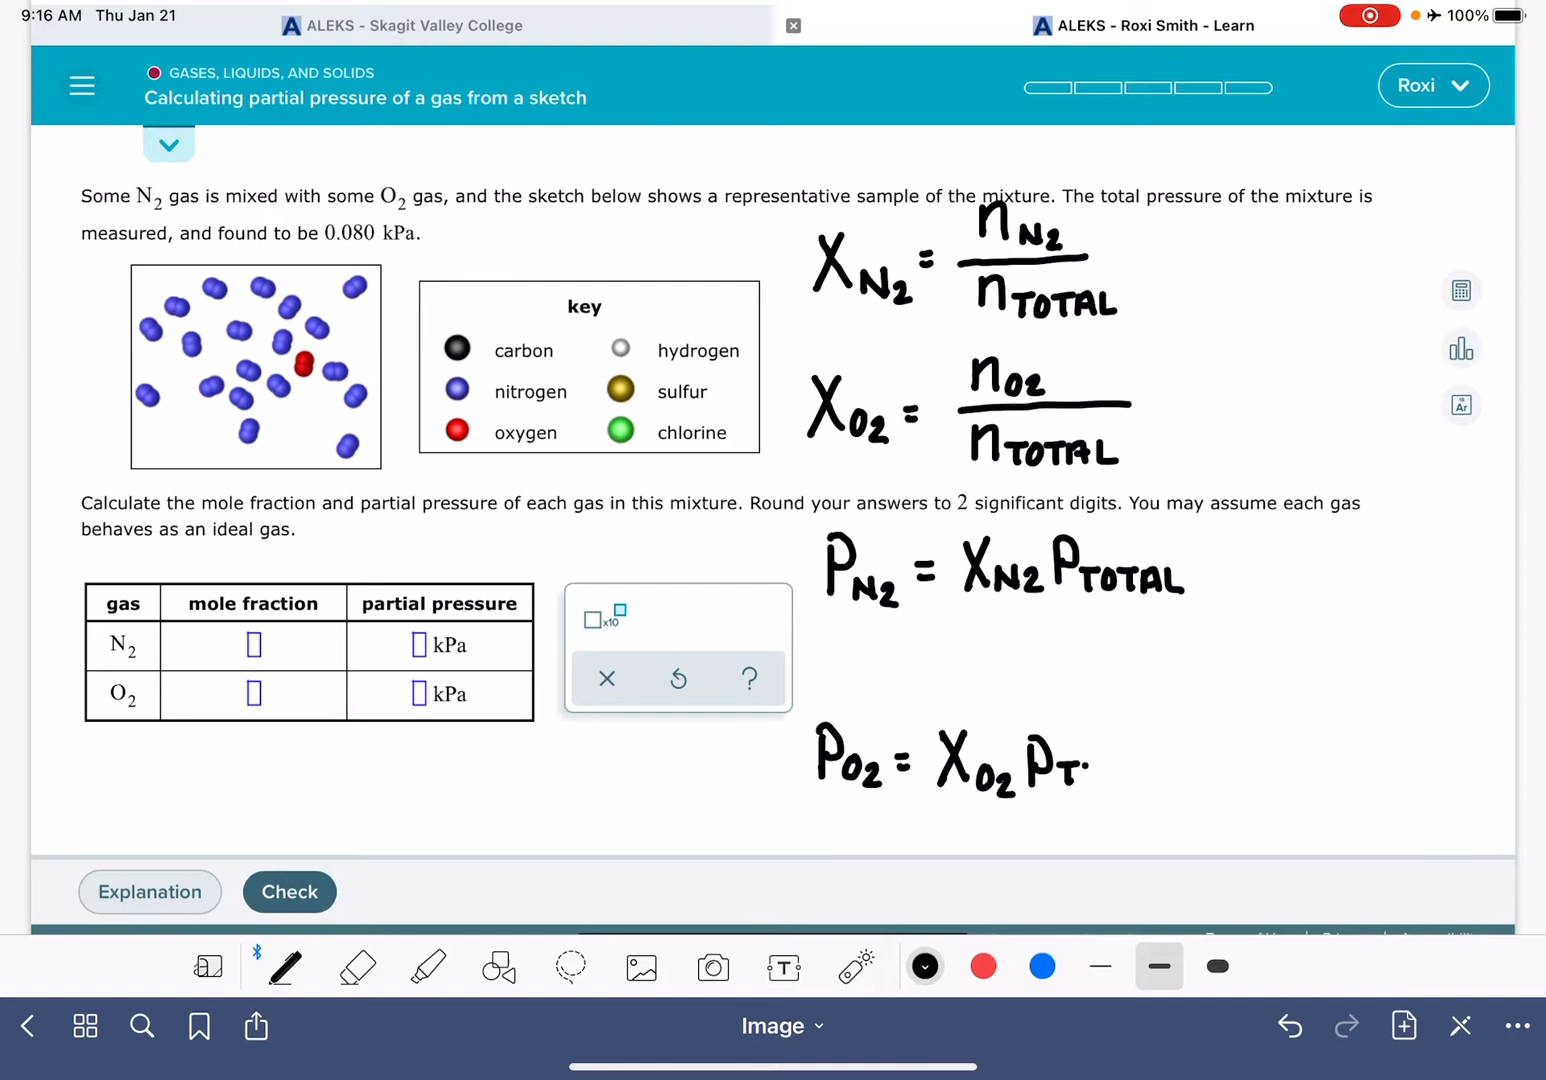 9:16 AM Thu Jan 21
100%
ALEKS - Skagit Valley College
ALEKS - Roxi Smith - Learn
GASES, LIQUIDS, AND SOLIDS
Calculating partial pressure of a gas from a sketch
Roxi
Some N2 gas is mixed with some O2 gas, and the sketch below shows a representative sample of the mixture. The total pressure of the mixture is
measured, and found to be 0.080 kPa.
key
carbon hydrogen
nitrogen sulfur
oxygen chlorine
XN2 = nN2 / nTOTAL
XO2 = nO2 / nTOTAL
Ar
Calculate the mole fraction and partial pressure of each gas in this mixture. Round your answers to 2 significant digits. You may assume each gas
behaves as an ideal gas.
PN2 = XN2 PTOTAL
gas mole fraction partial pressure
N2 kPa
O2 kPa
x10
?
PO2 = XO2 PT
Explanation
Check
T
Image